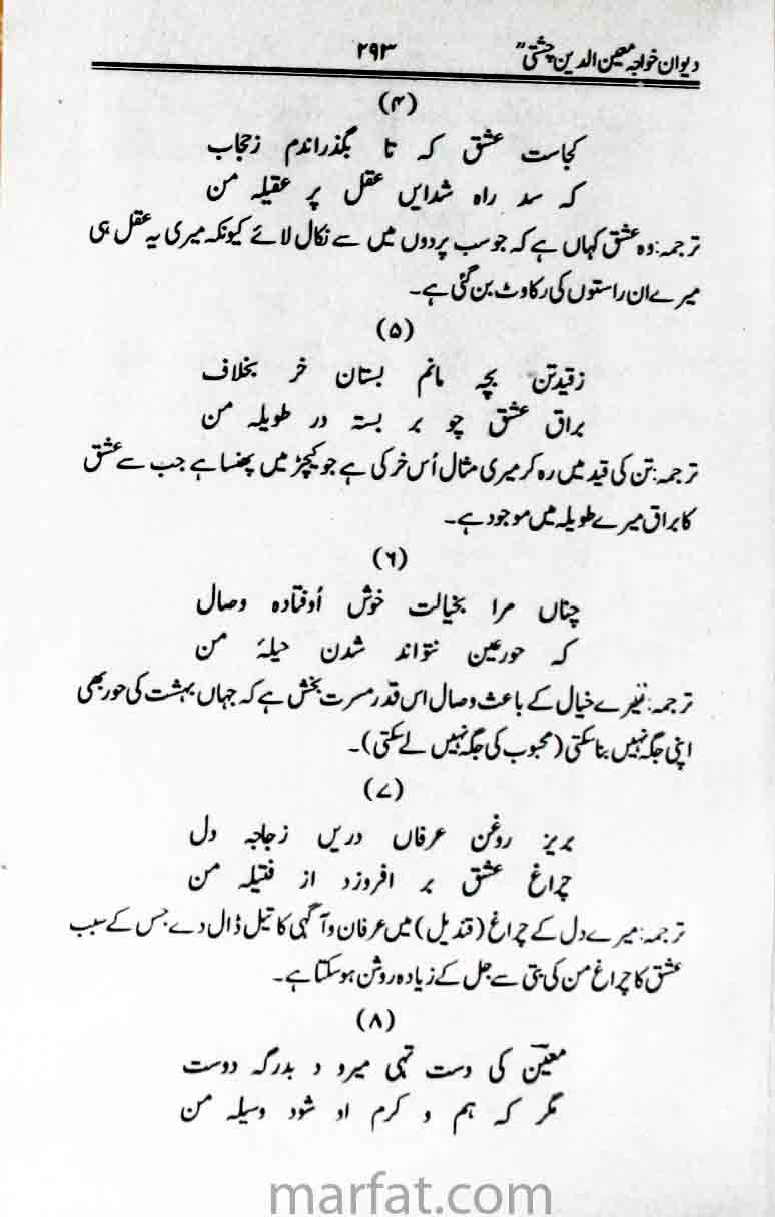 دیوان خواجہ معین الدین چشتیؒ ۲۹۳
(۴)
کجاست عشق کہ تا بگذراندم زحجاب
کہ سد راہ شدایں عقل پر عقیلہ من
ترجمہ: وہ عشق کہاں ہے کہ جو سب پردوں میں سے نکال لائے کیونکہ میری یہ عقل ہی
میرے ان راستوں کی رکاوٹ بن گئی ہے۔
(۵)
زقیدتن بچہ مانم بستان خر بخلاف
براق عشق چو بر بستہ در طویلہ من
ترجمہ: تن کی قید میں رہ کر میری مثال اُس خر کی ہے جو کیچڑ میں پھنسا ہے جب سے عشق
کا براق میرے طویلہ میں موجود ہے۔
(۶)
چناں مرا بخیالت خوش اُوفتادہ وصال
کہ حورعین نتواند شدن حیلۂ من
ترجمہ: تیرے خیال کے باعث وصال اس قدر مسرت بخش ہے کہ جہاں بہشت کی حور بھی
اپنی جگہ نہیں بنا سکتی (محبوب کی جگہ نہیں لے سکتی)۔
(۷)
بریز روغن عرفاں دریں زجاجہ دل
چراغ عشق بر افروزد از فتیلہ من
ترجمہ: میرے دل کے چراغ (قندیل) میں عرفان و آگہی کا تیل ڈال دے جس کے سبب
عشق کا چراغ من کی بتی سے جل کے زیادہ روشن ہو سکتا ہے۔
(۸)
معینؔ کی دست تہی میرو د بدرگہ دوست
مگر کہ ہم و کرم او شود وسیلہ من
marfat.com